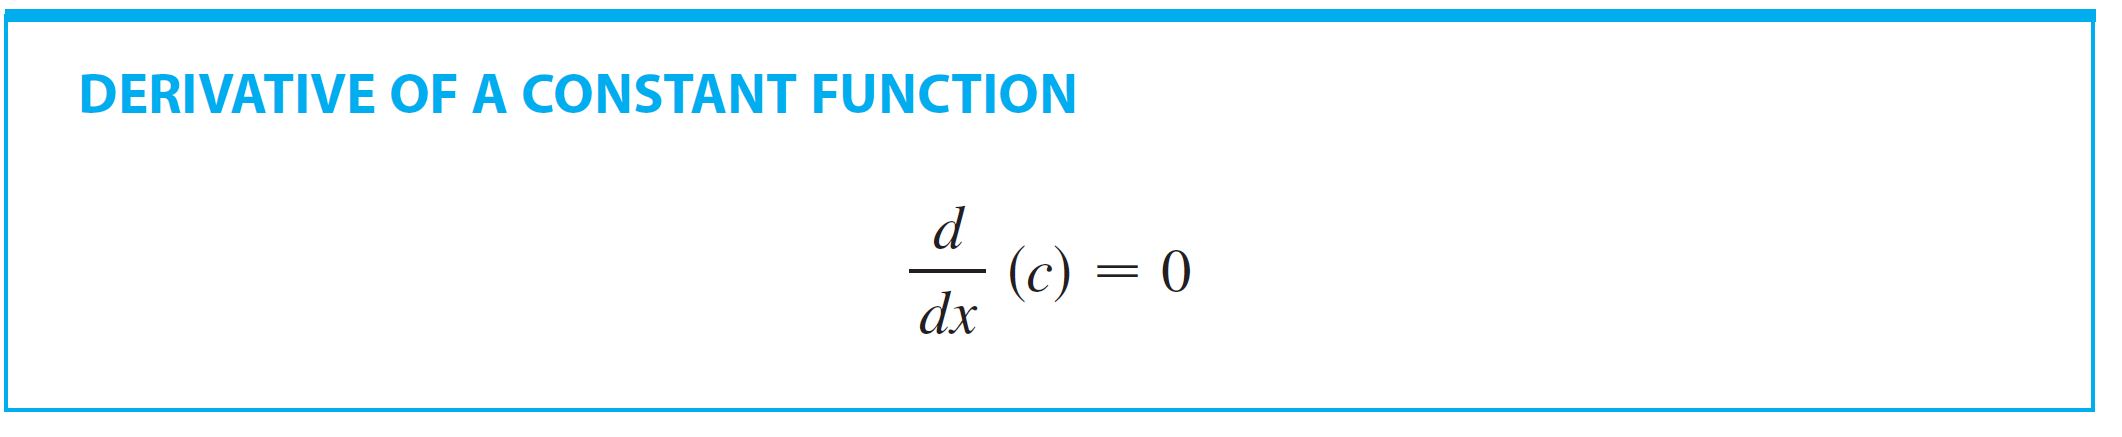 DERIVATIVE OF A CONSTANT FUNCTION
d/dx (c) = 0